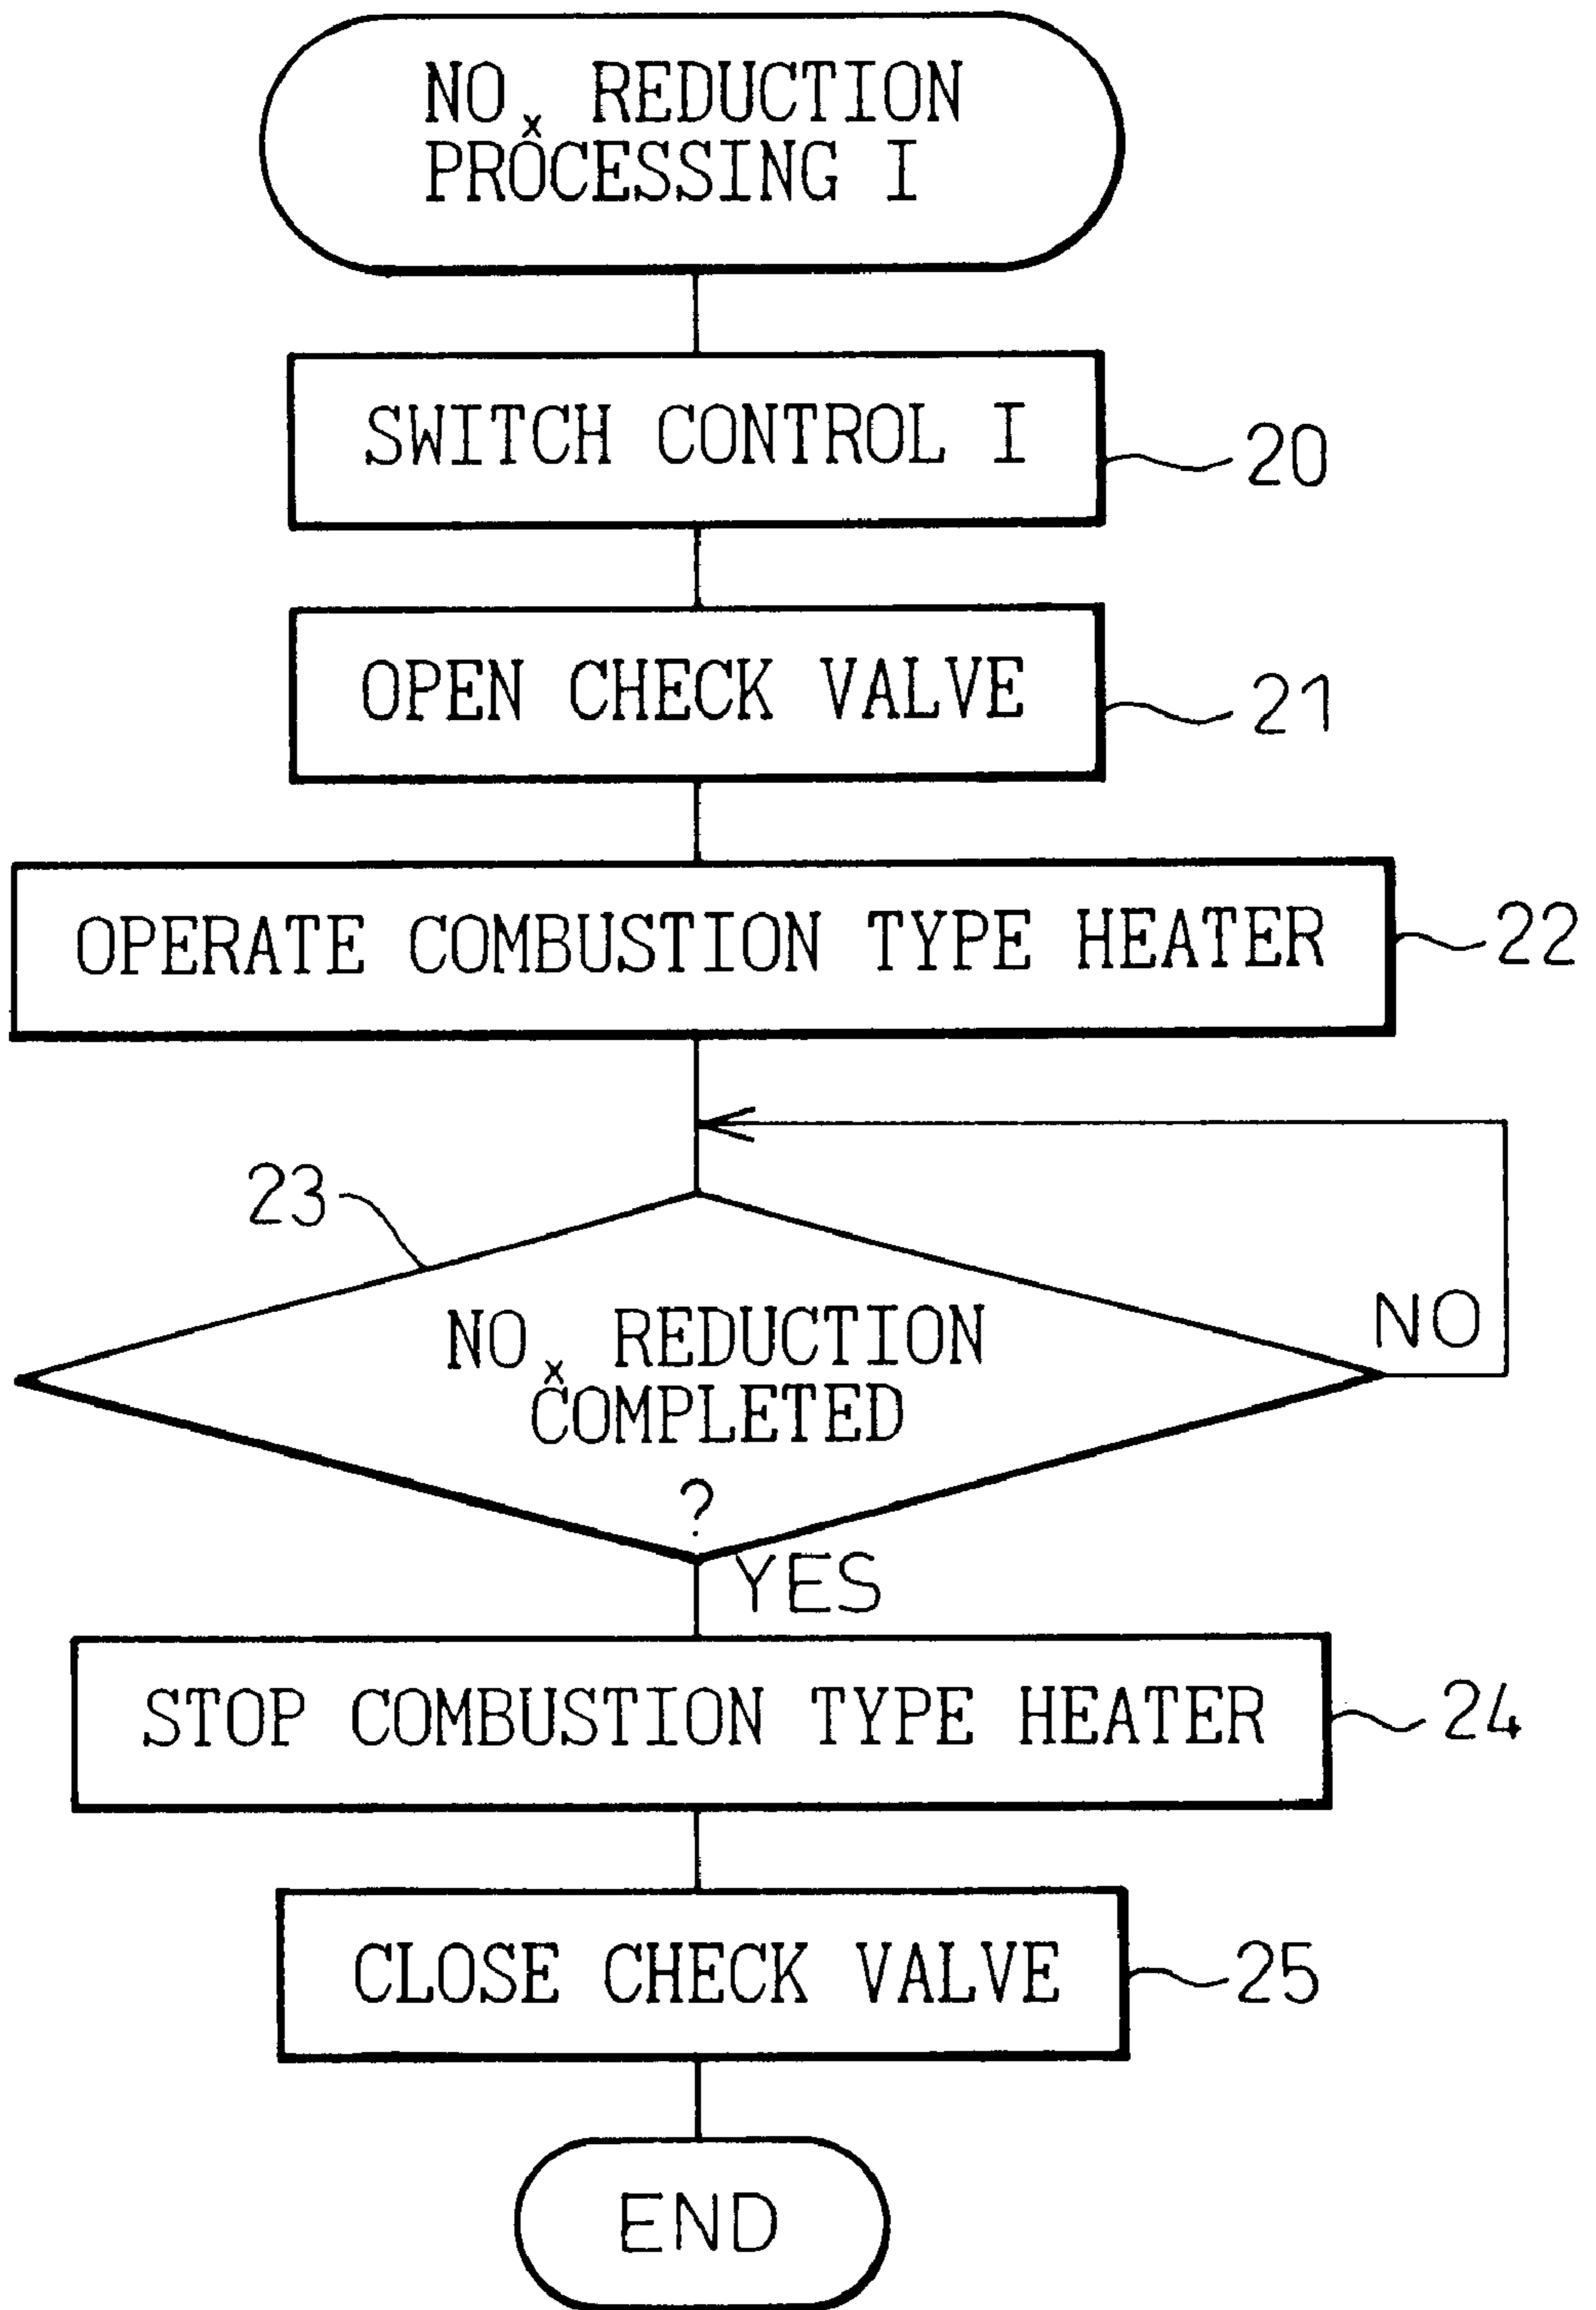 NOx REDUCTION
PROCESSING I
SWITCH CONTROL I
20
OPEN CHECK VALVE
21
OPERATE COMBUSTION TYPE HEATER
22
23
NOx REDUCTION
COMPLETED
?
NO
YES
STOP COMBUSTION TYPE HEATER
24
CLOSE CHECK VALVE
25
END